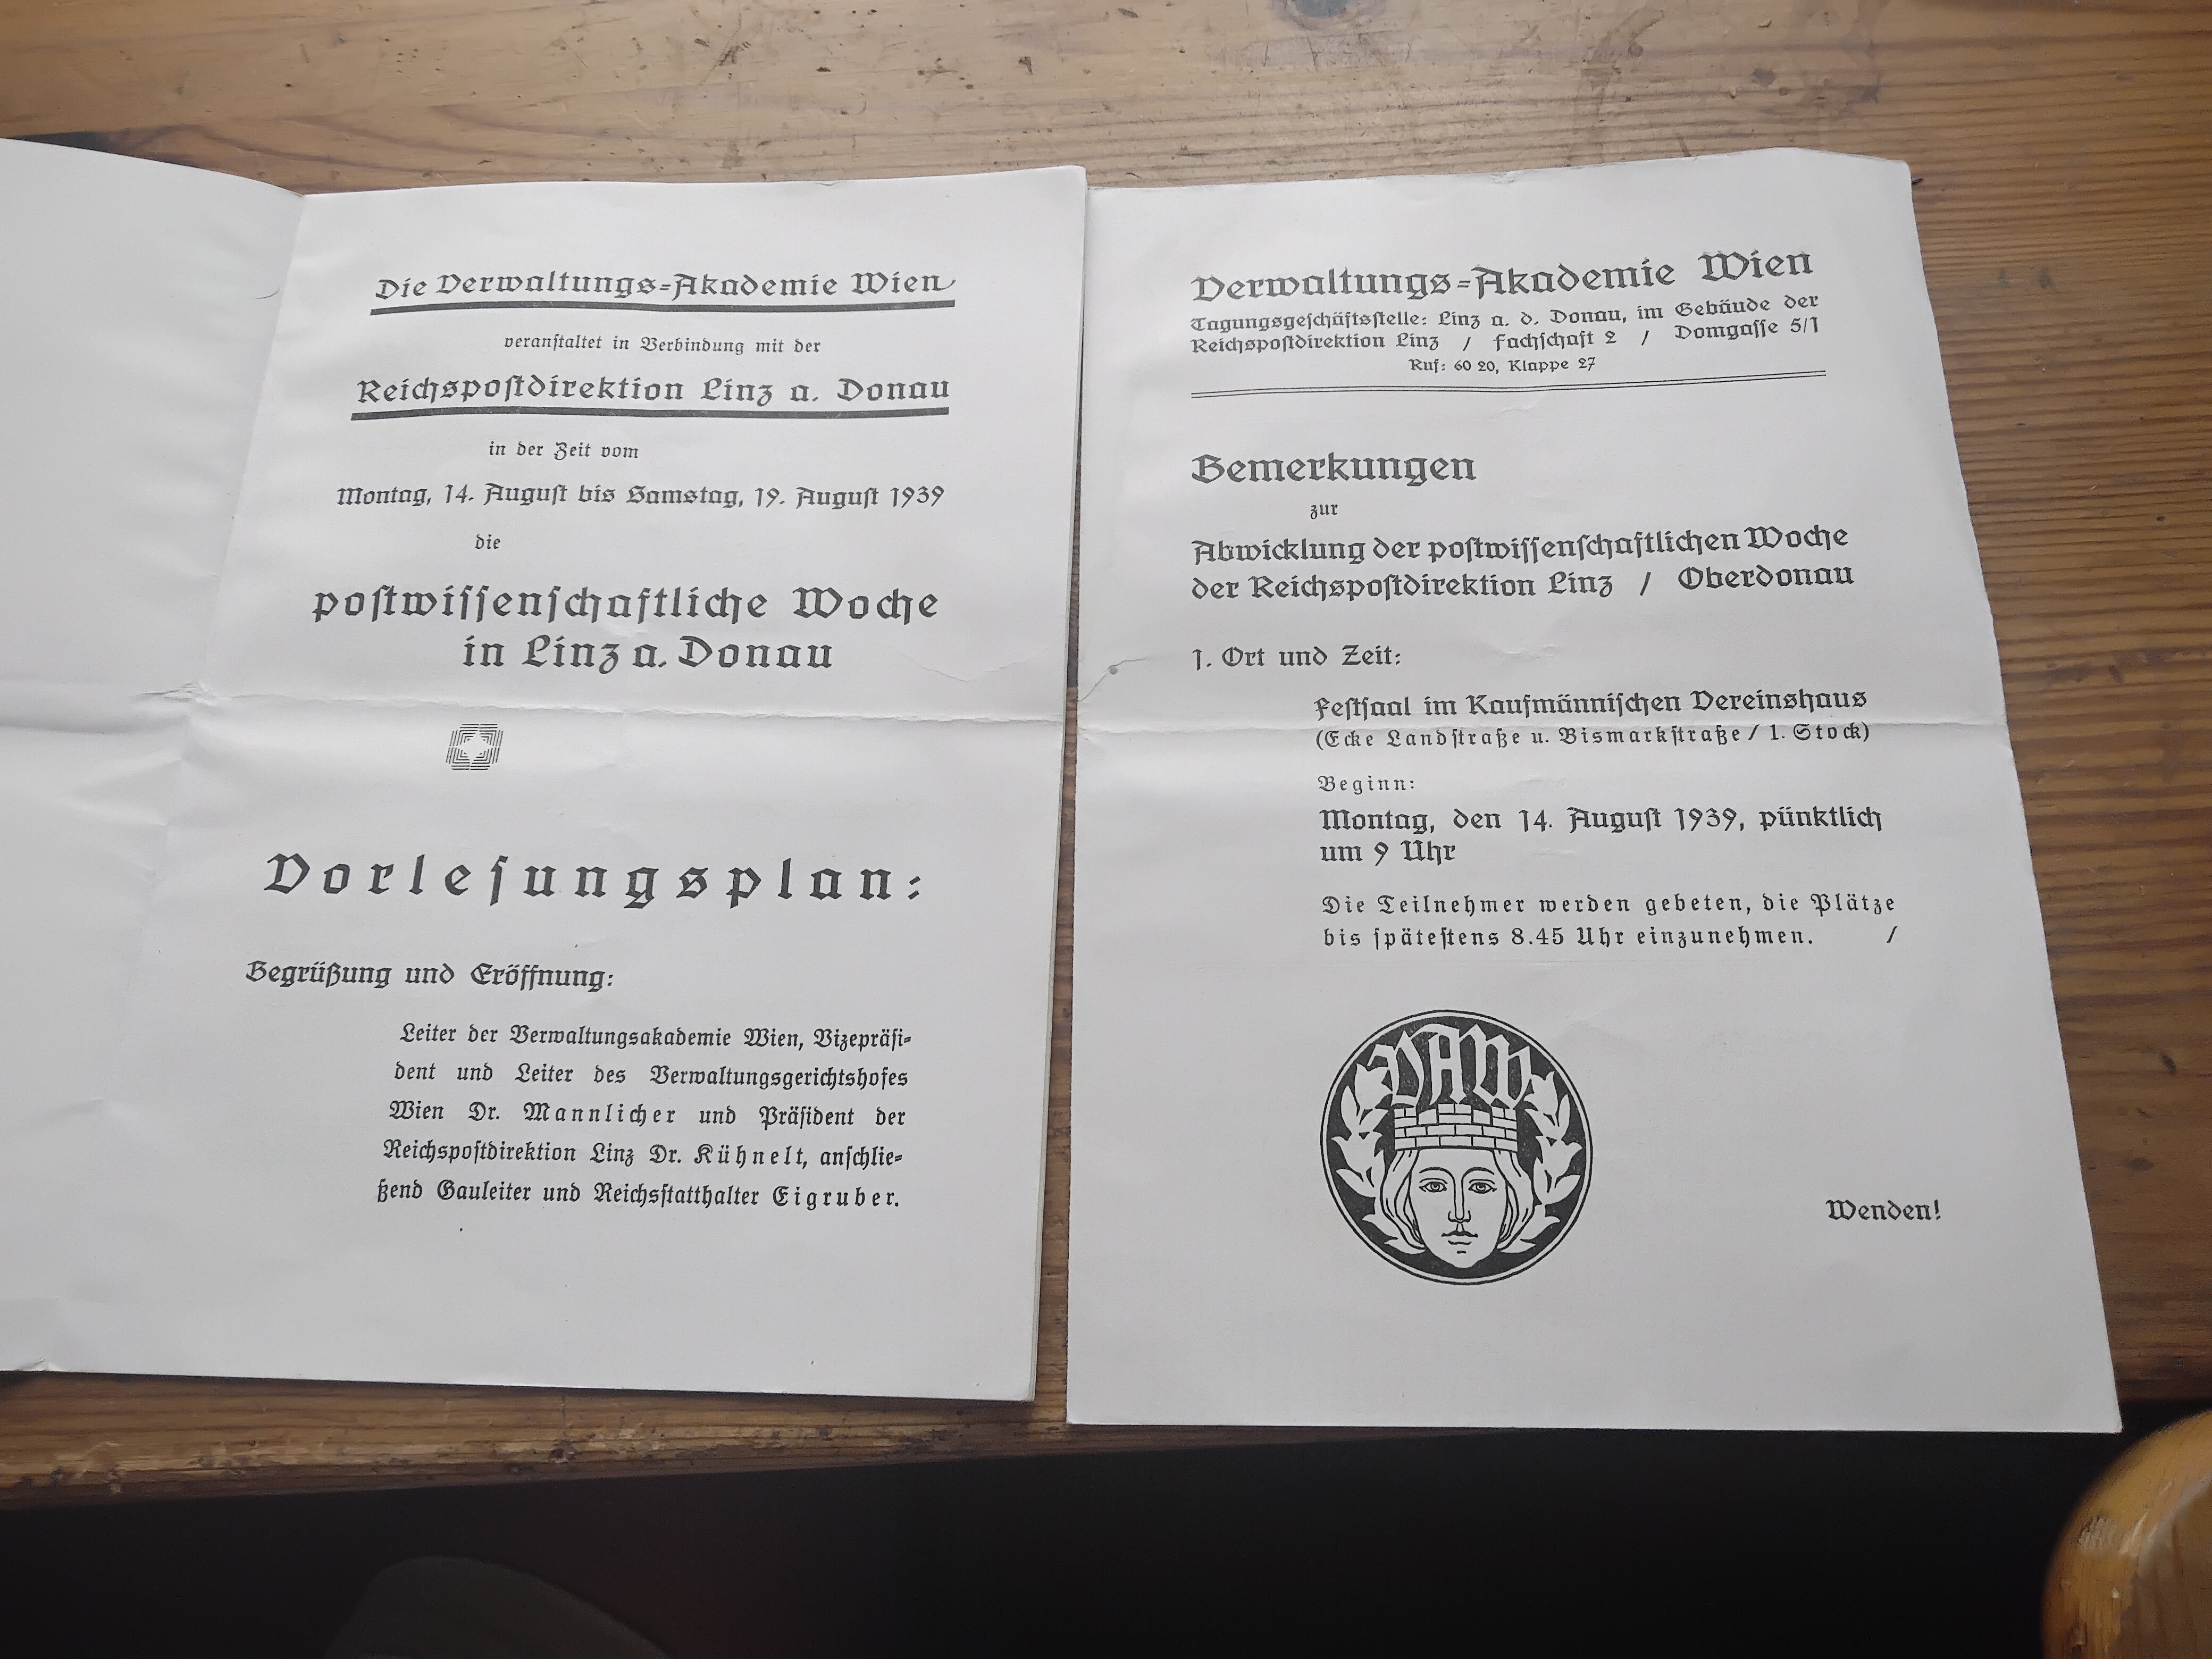 Die Verwaltungs-Akademie Wien
veranstaltet in Verbindung mit der
Reichspostdirektion Linz a. Donau
in der Zeit vom
Montag, 14. August bis Samstag, 19. August 1939
die
postwissenschaftliche Woche
in Linz a. Donau
Vorlesungsplan:
Begrüßung und Eröffnung:
Leiter der Verwaltungsakademie Wien, Vizepräsi-
dent und Leiter des Verwaltungsgerichtshofes
Wien Dr. Mannlicher und Präsident der
Reichspostdirektion Linz Dr. Kühnelt, anschlie-
ßend Gauleiter und Reichsstatthalter Eigruber.
Verwaltungs-Akademie Wien
Tagungsgeschäftsstelle: Linz a. d. Donau, im Gebäude der
Reichspostdirektion Linz / Fachschaft 2 / Domgasse 5/1
Ruf: 60 20, Klappe 27
Bemerkungen
zur
Abwicklung der postwissenschaftlichen Woche
der Reichspostdirektion Linz / Oberdonau
1. Ort und Zeit:
Festsaal im Kaufmännischen Vereinshaus
(Ecke Landstraße u. Bismarkstraße / 1. Stock)
Beginn:
Montag, den 14. August 1939, pünktlich
um 9 Uhr
Die Teilnehmer werden gebeten, die Plätze
bis spätestens 8.45 Uhr einzunehmen. /
VAW
Wenden!